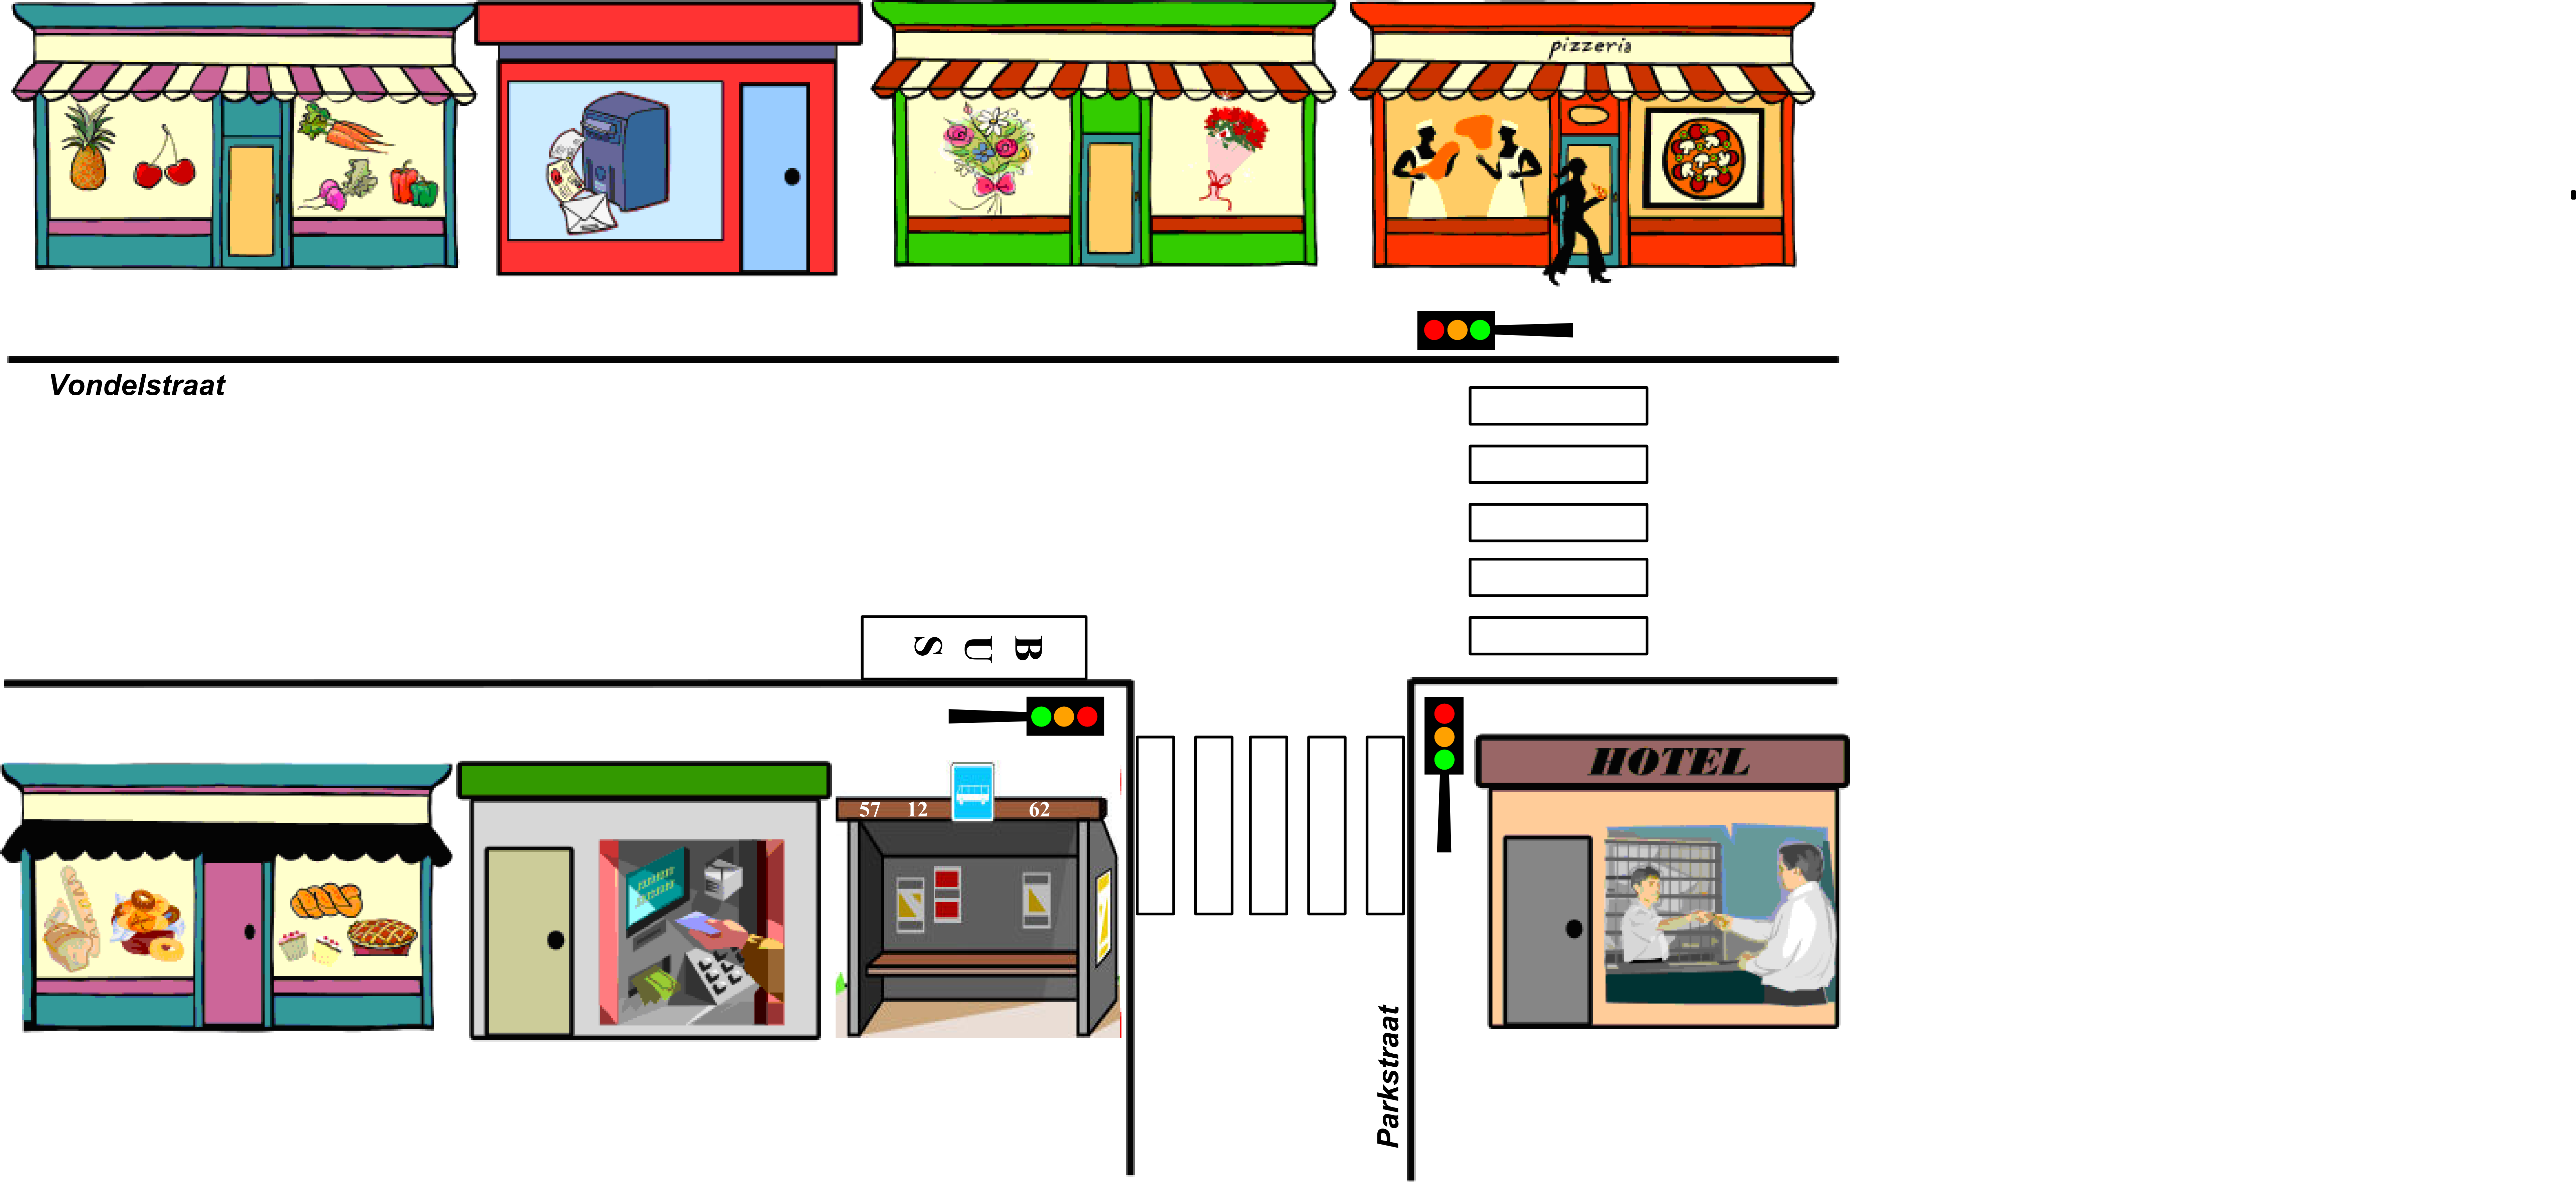 pizzeria
Vondelstraat
BUS
HOTEL
57 12 62
Parkstraat